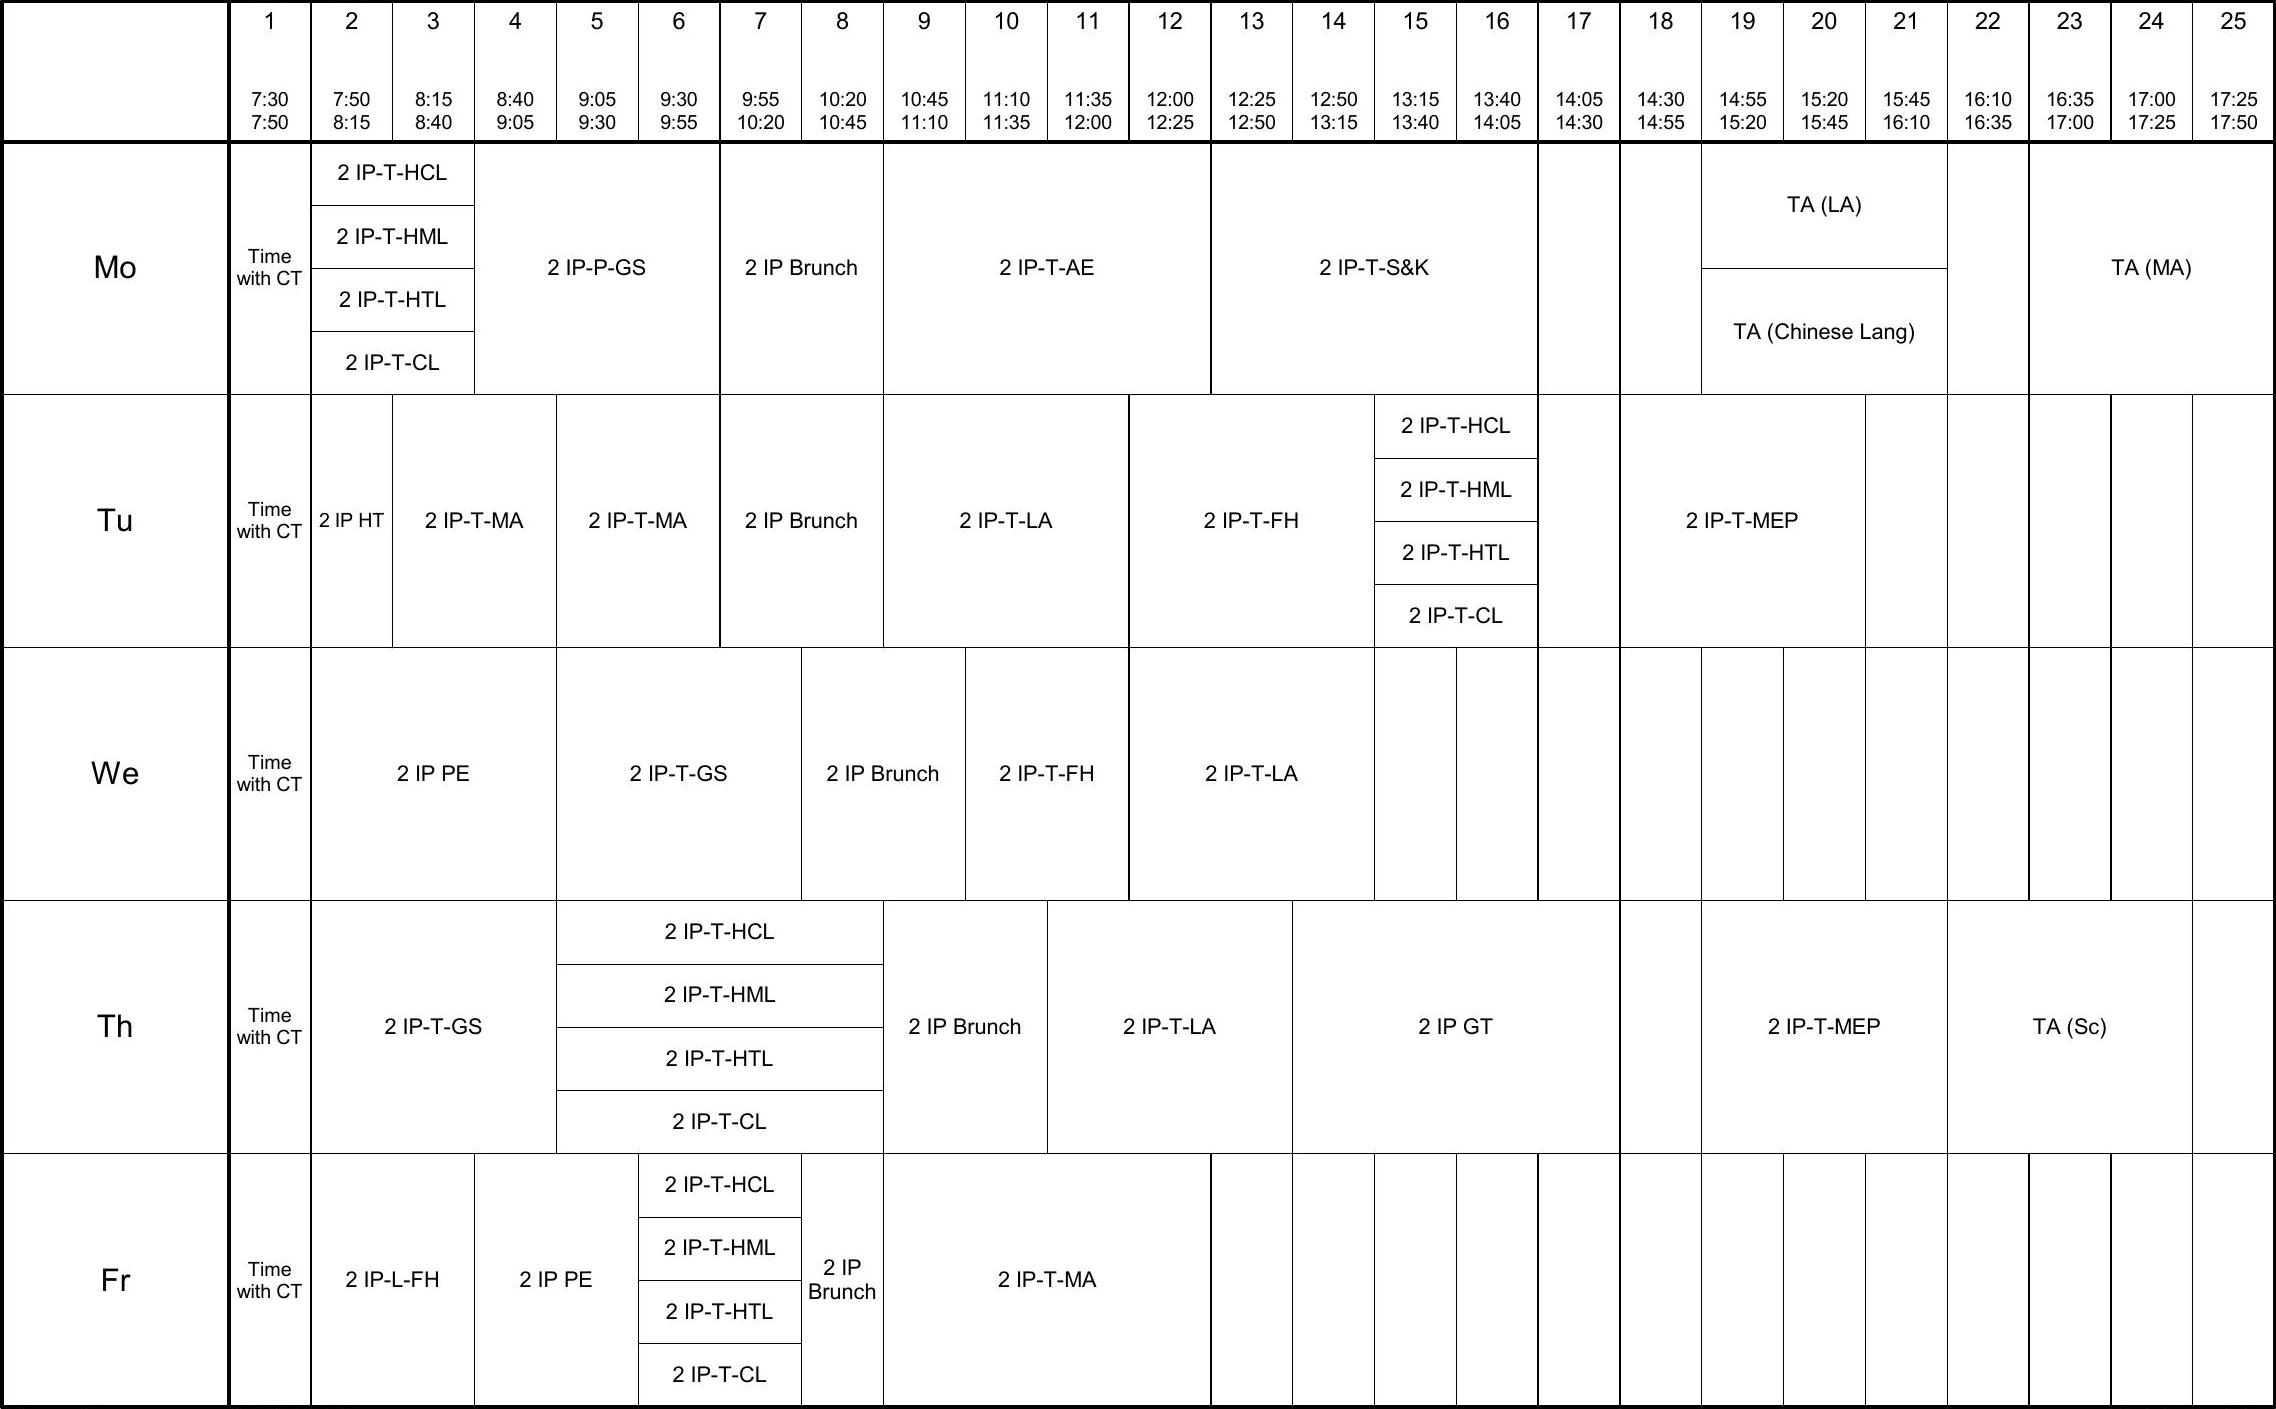 1 2 3 4 5 6 7 8 9 10 11 12 13 14 15 16 17 18 19 20 21 22 23 24 25
7:30 7:50 8:15 8:40 9:05 9:30 9:55 10:20 10:45 11:10 11:35 12:00 12:25 12:50 13:15 13:40 14:05 14:30 14:55 15:20 15:45 16:10 16:35 17:00 17:25
7:50 8:15 8:40 9:05 9:30 9:55 10:20 10:45 11:10 11:35 12:00 12:25 12:50 13:15 13:40 14:05 14:30 14:55 15:20 15:45 16:10 16:35 17:00 17:25 17:50
Mo
Time
with CT
2 IP-T-HCL
2 IP-T-HML
2 IP-T-HTL
2 IP-T-CL
2 IP-P-GS
2 IP Brunch
2 IP-T-AE
2 IP-T-S&K
TA (LA)
TA (Chinese Lang)
TA (MA)
Tu
Time
with CT
2 IP HT
2 IP-T-MA
2 IP-T-MA
2 IP Brunch
2 IP-T-LA
2 IP-T-FH
2 IP-T-HCL
2 IP-T-HML
2 IP-T-HTL
2 IP-T-CL
2 IP-T-MEP
We
Time
with CT
2 IP PE
2 IP-T-GS
2 IP Brunch
2 IP-T-FH
2 IP-T-LA
Th
Time
with CT
2 IP-T-GS
2 IP-T-HCL
2 IP-T-HML
2 IP-T-HTL
2 IP-T-CL
2 IP Brunch
2 IP-T-LA
2 IP GT
2 IP-T-MEP
TA (Sc)
Fr
Time
with CT
2 IP-L-FH
2 IP PE
2 IP-T-HCL
2 IP-T-HML
2 IP-T-HTL
2 IP-T-CL
2 IP
Brunch
2 IP-T-MA